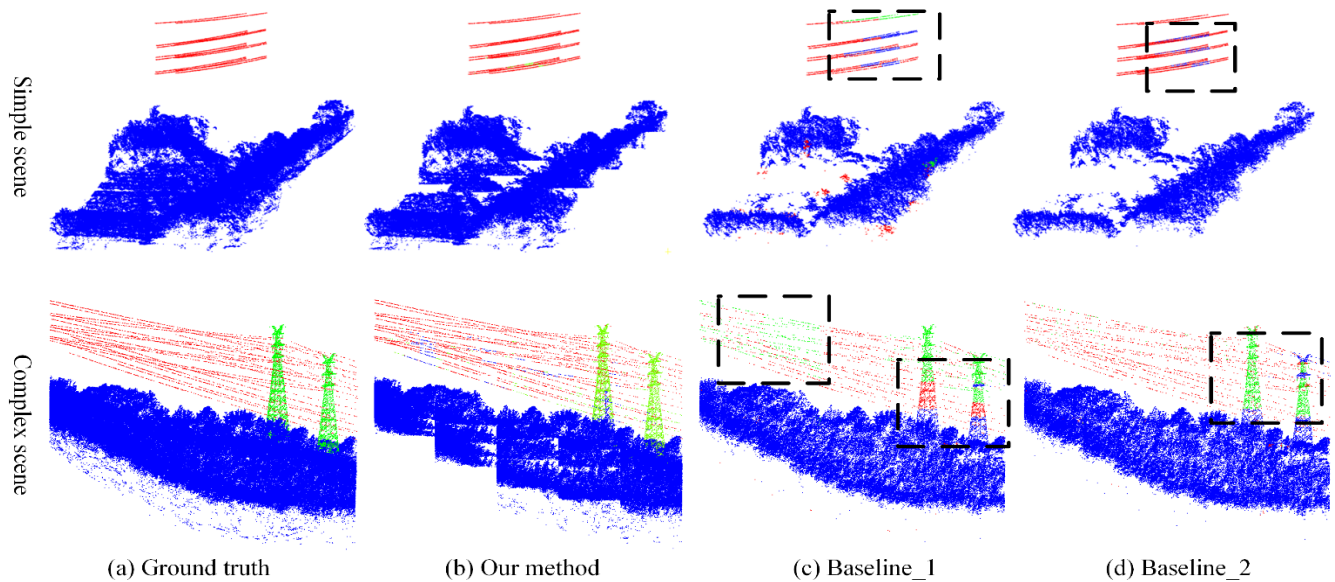 Simple scene
Complex scene
(a) Ground truth
(b) Our method
(c) Baseline_1
(d) Baseline_2